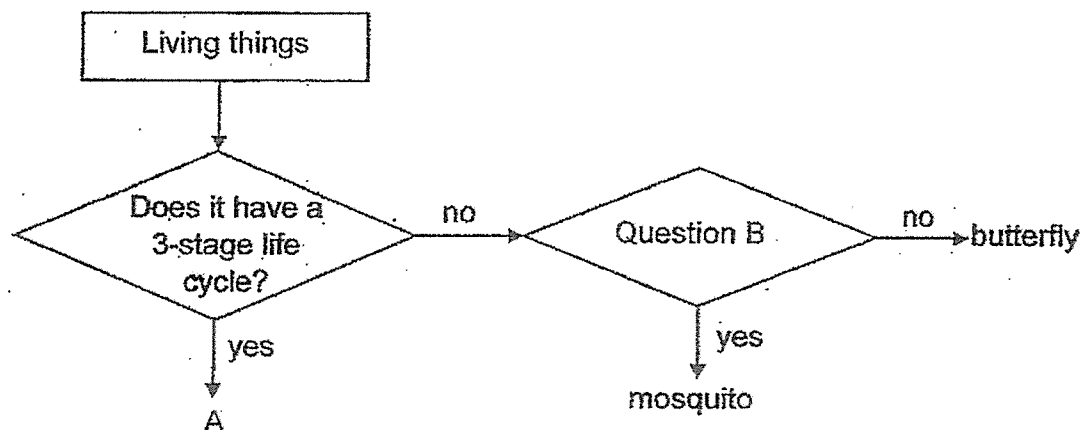 Living things
Does it have a
3-stage life
cycle?
no
Question B
no
butterfly
yes
A
yes
mosquito